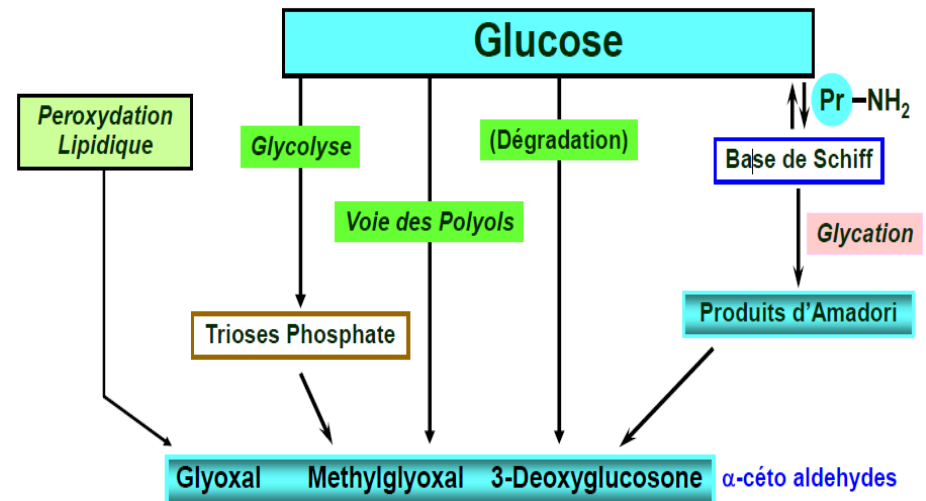 Glucose
Peroxydation
Lipidique
Glycolyse
(Dégradation)
Pr–NH₂
Base de Schiff
Voie des Polyols
Glycation
Produits d'Amadori
Trioses Phosphate
Glyoxal Methylglyoxal 3-Deoxyglucosone α-céto aldehydes